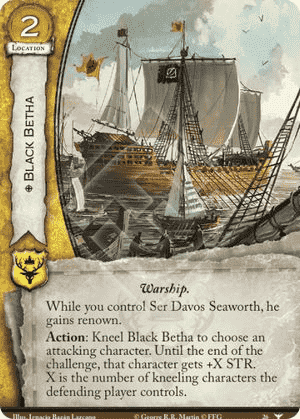 2
LOCATION
BLACK BETHA
Warship.
While you control Ser Davos Seaworth, he
gains renown.
Action: Kneel Black Betha to choose an
attacking character. Until the end of the
challenge, that character gets +X STR.
X is the number of kneeling characters the
defending player controls.
Illus. Ignacio Bazán Lazcano
© George R.R. Martin © FFG
26